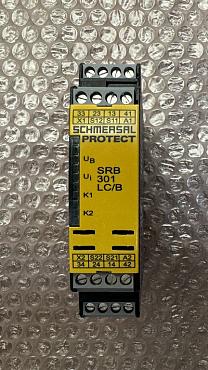 33 23 13 41
X1 S12 S11 A1
SCHMERSAL
PROTECT
UB
SRB
301
LC/B
Ui
K1
K2
X2 S22 S21 A2
34 24 14 42